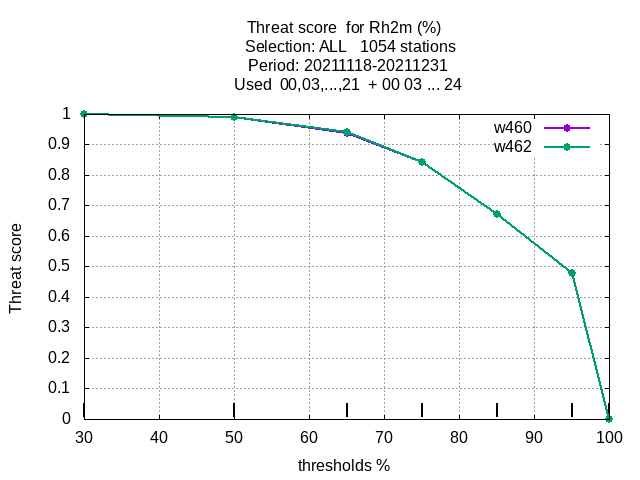 Threat score  for Rh2m (%)
Selection: ALL   1054 stations
Period: 20211118-20211231
Used  00,03,...,21  + 00 03 ... 24
w460
w462
Threat score
1
0.9
0.8
0.7
0.6
0.5
0.4
0.3
0.2
0.1
0
30 40 50 60 70 80 90 100
thresholds %